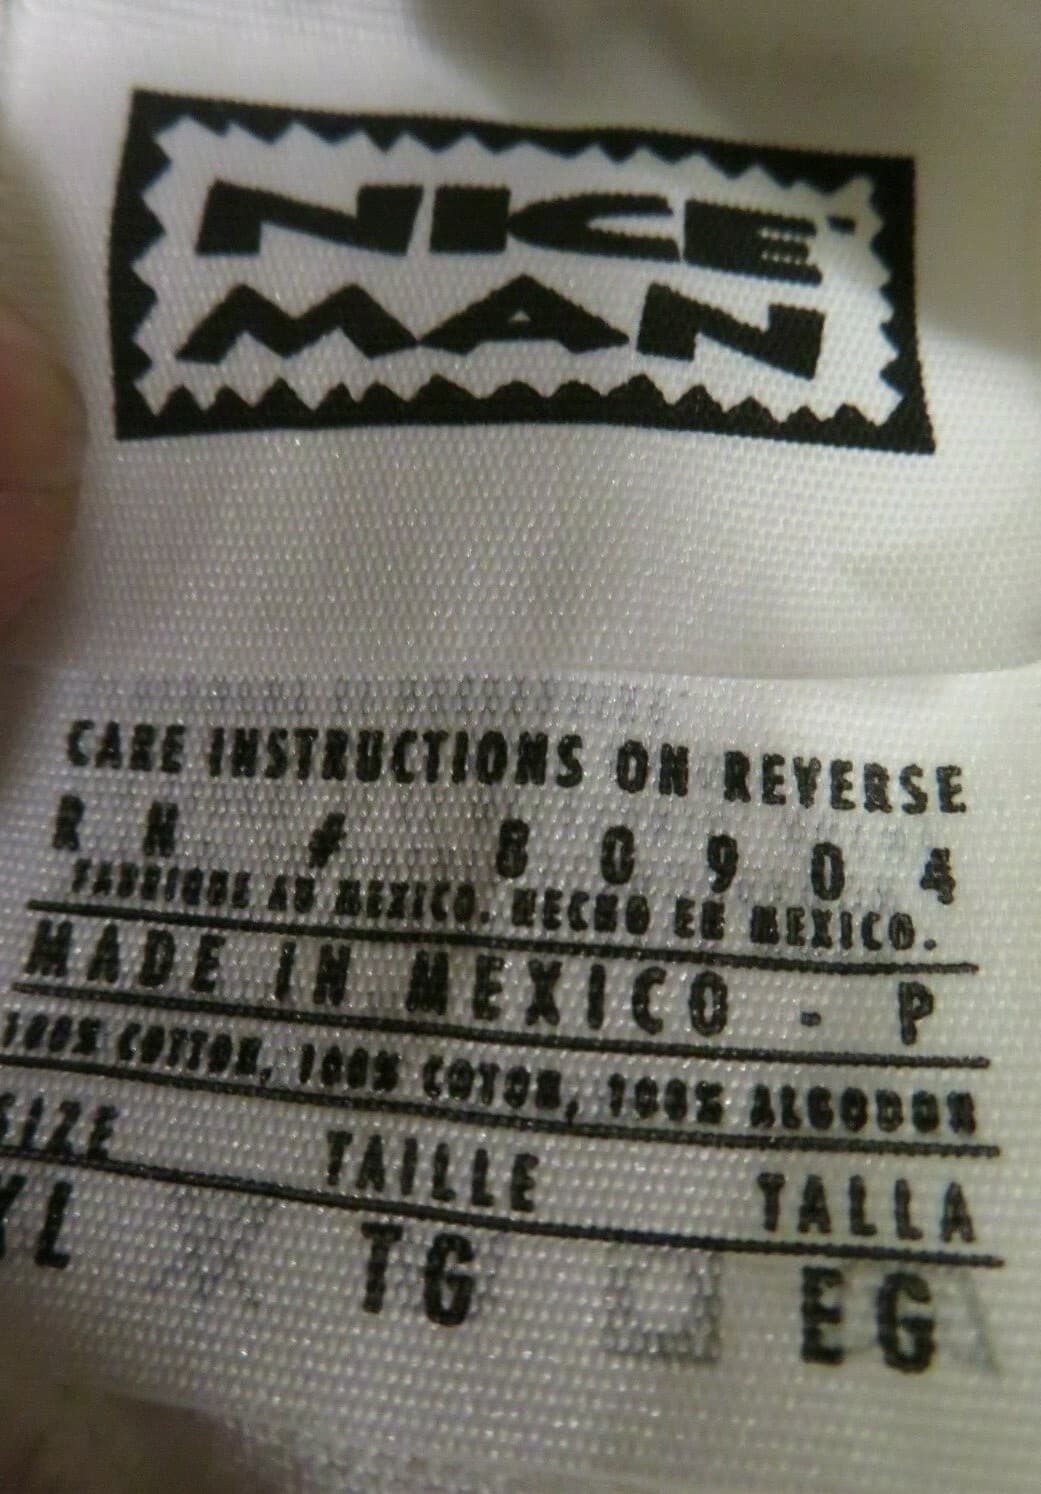 NICE
MAN
CARE INSTRUCTIONS ON REVERSE
RN # 80904
FABRIQUE AU MEXICO. HECHO EN MEXICO.
MADE IN MEXICO - P
100% COTTON, 100% COTON, 100% ALGODON
SIZE TAILLE TALLA
XL TG EG